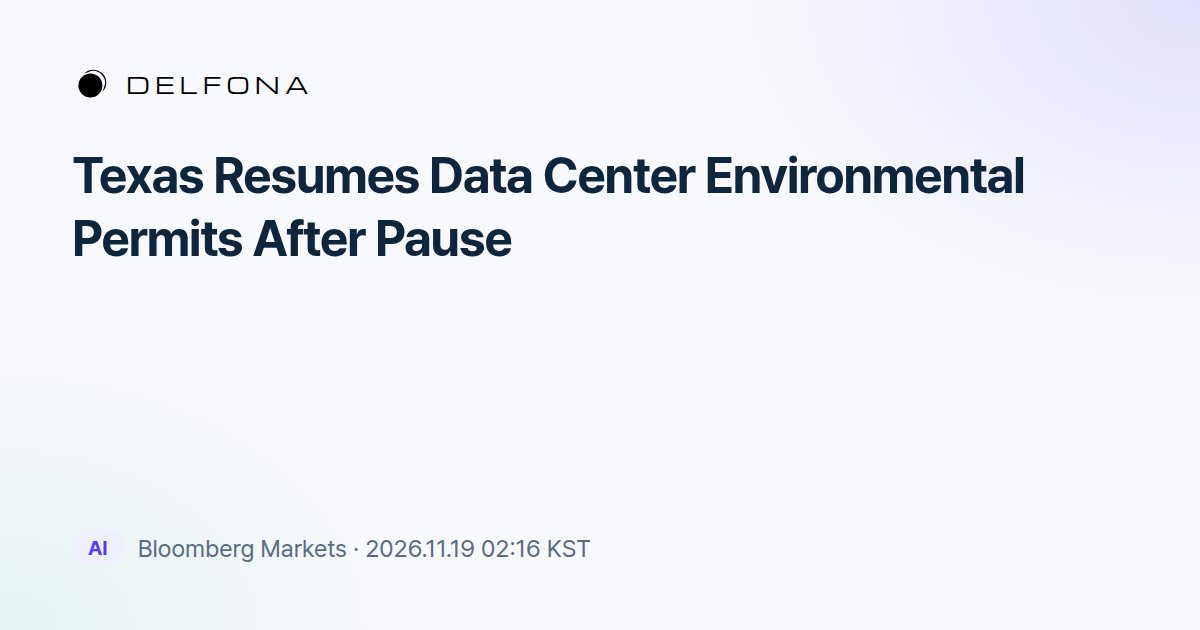 DELFONA
Texas Resumes Data Center Environmental
Permits After Pause
AI Bloomberg Markets · 2026.11.19 02:16 KST